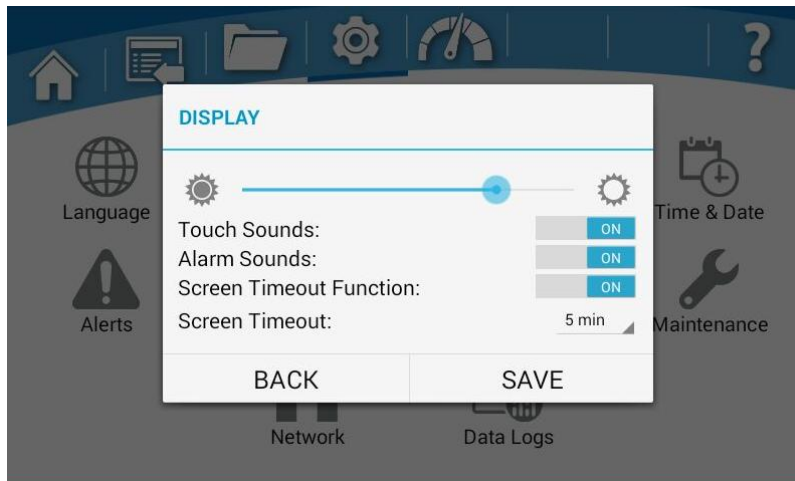 ?
DISPLAY
Language
Time & Date
Touch Sounds: ON
Alarm Sounds: ON
Screen Timeout Function: ON
Screen Timeout: 5 min
Alerts
Maintenance
BACK SAVE
Network Data Logs